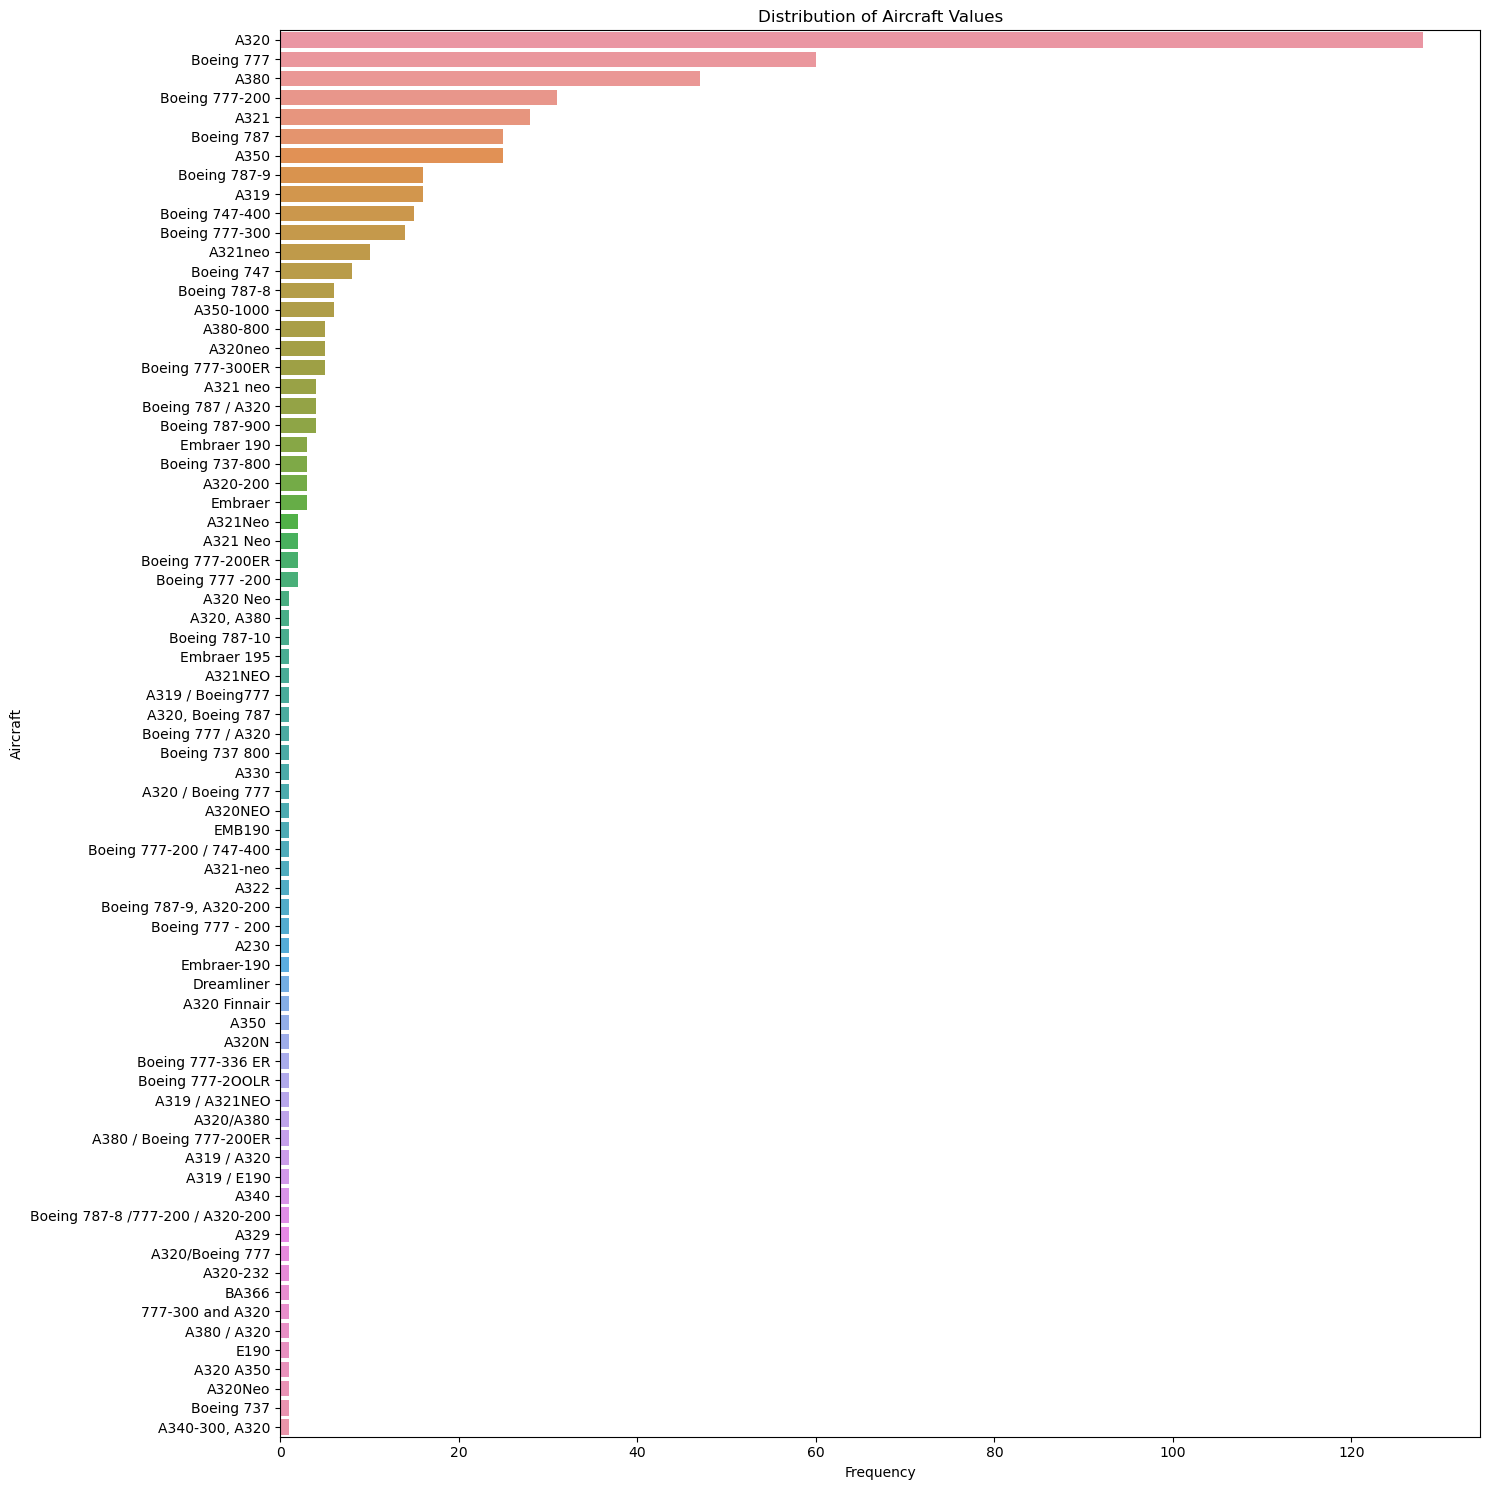 Distribution of Aircraft Values
A320
Boeing 777
A380
Boeing 777-200
A321
Boeing 787
A350
Boeing 787-9
A319
Boeing 747-400
Boeing 777-300
A321neo
Boeing 747
Boeing 787-8
A350-1000
A380-800
A320neo
Boeing 777-300ER
A321 neo
Boeing 787 / A320
Boeing 787-900
Embraer 190
Boeing 737-800
A320-200
Embraer
A321Neo
A321 Neo
Boeing 777-200ER
Boeing 777 -200
A320 Neo
A320, A380
Boeing 787-10
Embraer 195
A321NEO
A319 / Boeing777
A320, Boeing 787
Boeing 777 / A320
Boeing 737 800
A330
A320 / Boeing 777
A320NEO
EMB190
Boeing 777-200 / 747-400
A321-neo
A322
Boeing 787-9, A320-200
Boeing 777 - 200
A230
Embraer-190
Dreamliner
A320 Finnair
A350
A320N
Boeing 777-336 ER
Boeing 777-2OOLR
A319 / A321NEO
A320/A380
A380 / Boeing 777-200ER
A319 / A320
A319 / E190
A340
Boeing 787-8 /777-200 / A320-200
A329
A320/Boeing 777
A320-232
BA366
777-300 and A320
A380 / A320
E190
A320 A350
A320Neo
Boeing 737
A340-300, A320
Aircraft
0 20 40 60 80 100 120
Frequency